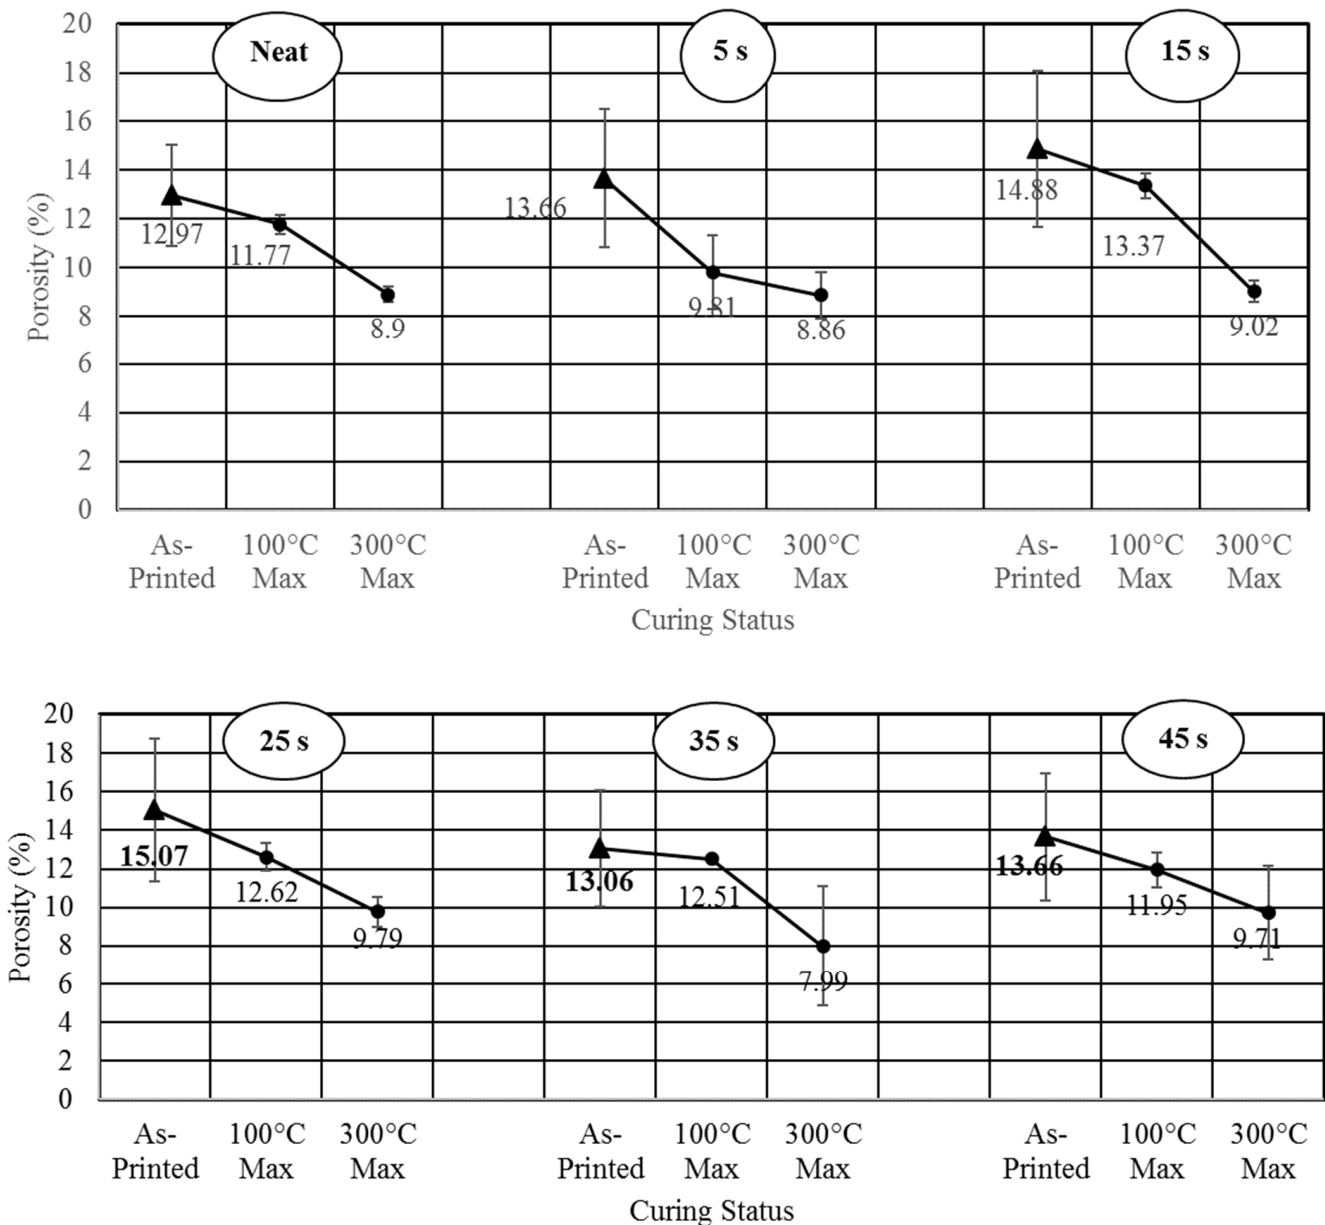 20
18
16
14
12
10
8
6
4
2
0
Porosity (%)
Neat
5 s
15 s
12.97
11.77
8.9
13.66
9.81
8.86
14.88
13.37
9.02
As-
Printed
100°C
Max
300°C
Max
As-
Printed
100°C
Max
300°C
Max
As-
Printed
100°C
Max
300°C
Max
Curing Status
20
18
16
14
12
10
8
6
4
2
0
Porosity (%)
25 s
35 s
45 s
15.07
12.62
9.79
13.06
12.51
7.99
13.66
11.95
9.71
As-
Printed
100°C
Max
300°C
Max
As-
Printed
100°C
Max
300°C
Max
As-
Printed
100°C
Max
300°C
Max
Curing Status